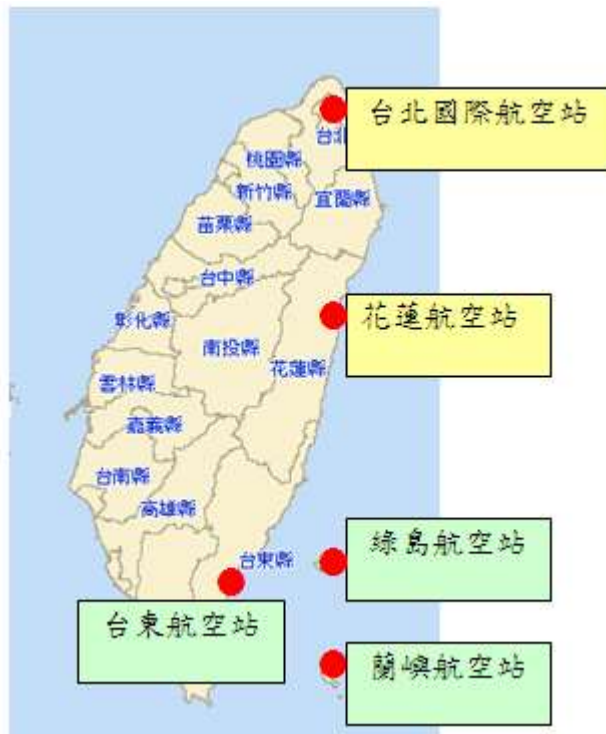 台北國際航空站
台北
桃園縣
新竹縣
宜蘭縣
苗栗縣
台中縣
彰化縣
花蓮航空站
南投縣
花蓮縣
雲林縣
嘉義縣
台南縣
高雄縣
綠島航空站
台東縣
台東航空站
蘭嶼航空站